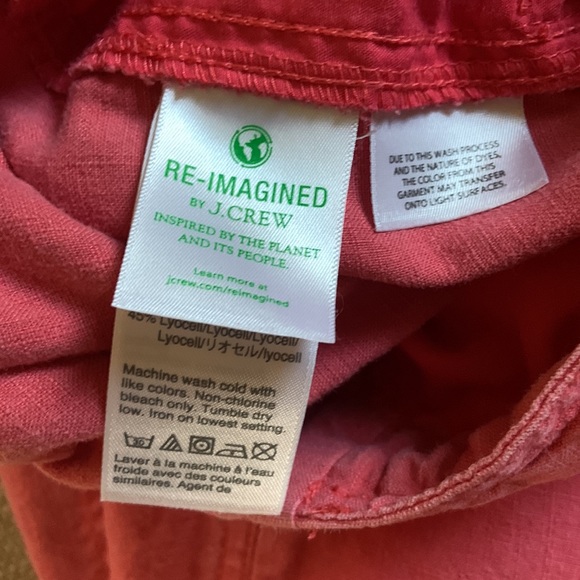 RE-IMAGINED
BY J.CREW
INSPIRED BY THE PLANET
AND ITS PEOPLE.
Learn more at
jcrew.com/reimagined
DUE TO THIS WASH PROCESS
AND THE NATURE OF DYES,
THE COLOR FROM THIS
GARMENT MAY TRANSFER
ONTO LIGHT SURFACES.
45% Lyocell/Lyocell/Lyocell/
Lyocell/リオセル/lyocell
Machine wash cold with
like colors. Non-chlorine
bleach only. Tumble dry
low. Iron on lowest setting.
Laver à la machine à l'eau
froide avec des couleurs
similaires. Agent de